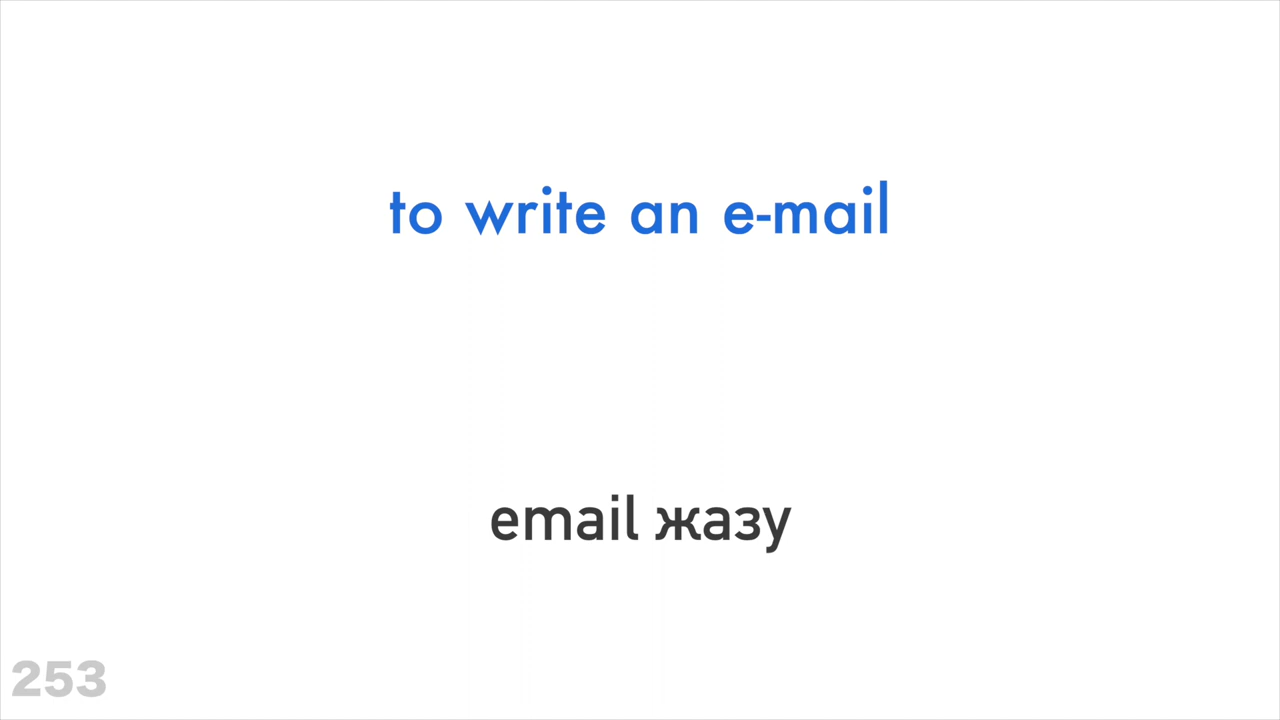 to write an e-mail
email жазу
253